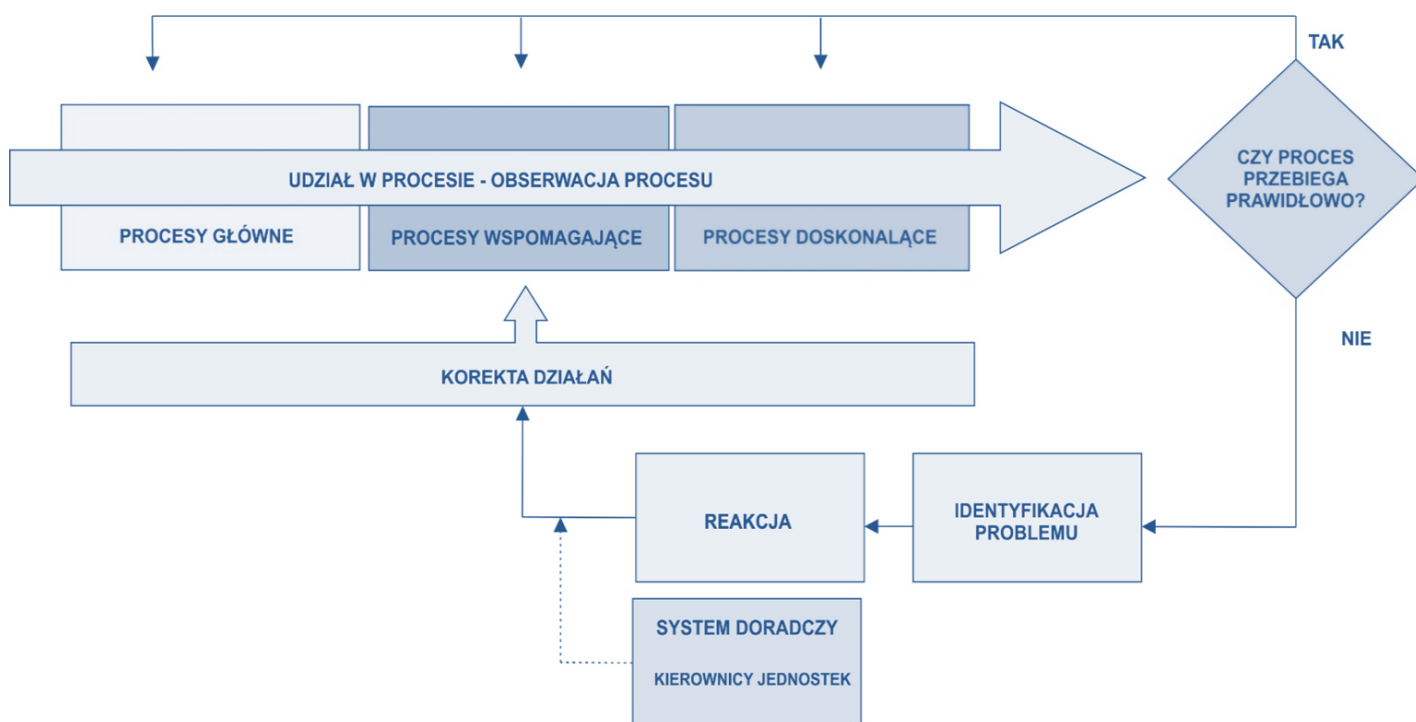 TAK
CZY PROCES
PRZEBIEGA
PRAWIDŁOWO?
UDZIAŁ W PROCESIE - OBSERWACJA PROCESU
PROCESY GŁÓWNE
PROCESY WSPOMAGAJĄCE
PROCESY DOSKONALĄCE
NIE
KOREKTA DZIAŁAŃ
REAKCJA
IDENTYFIKACJA
PROBLEMU
SYSTEM DORADCZY
KIEROWNICY JEDNOSTEK